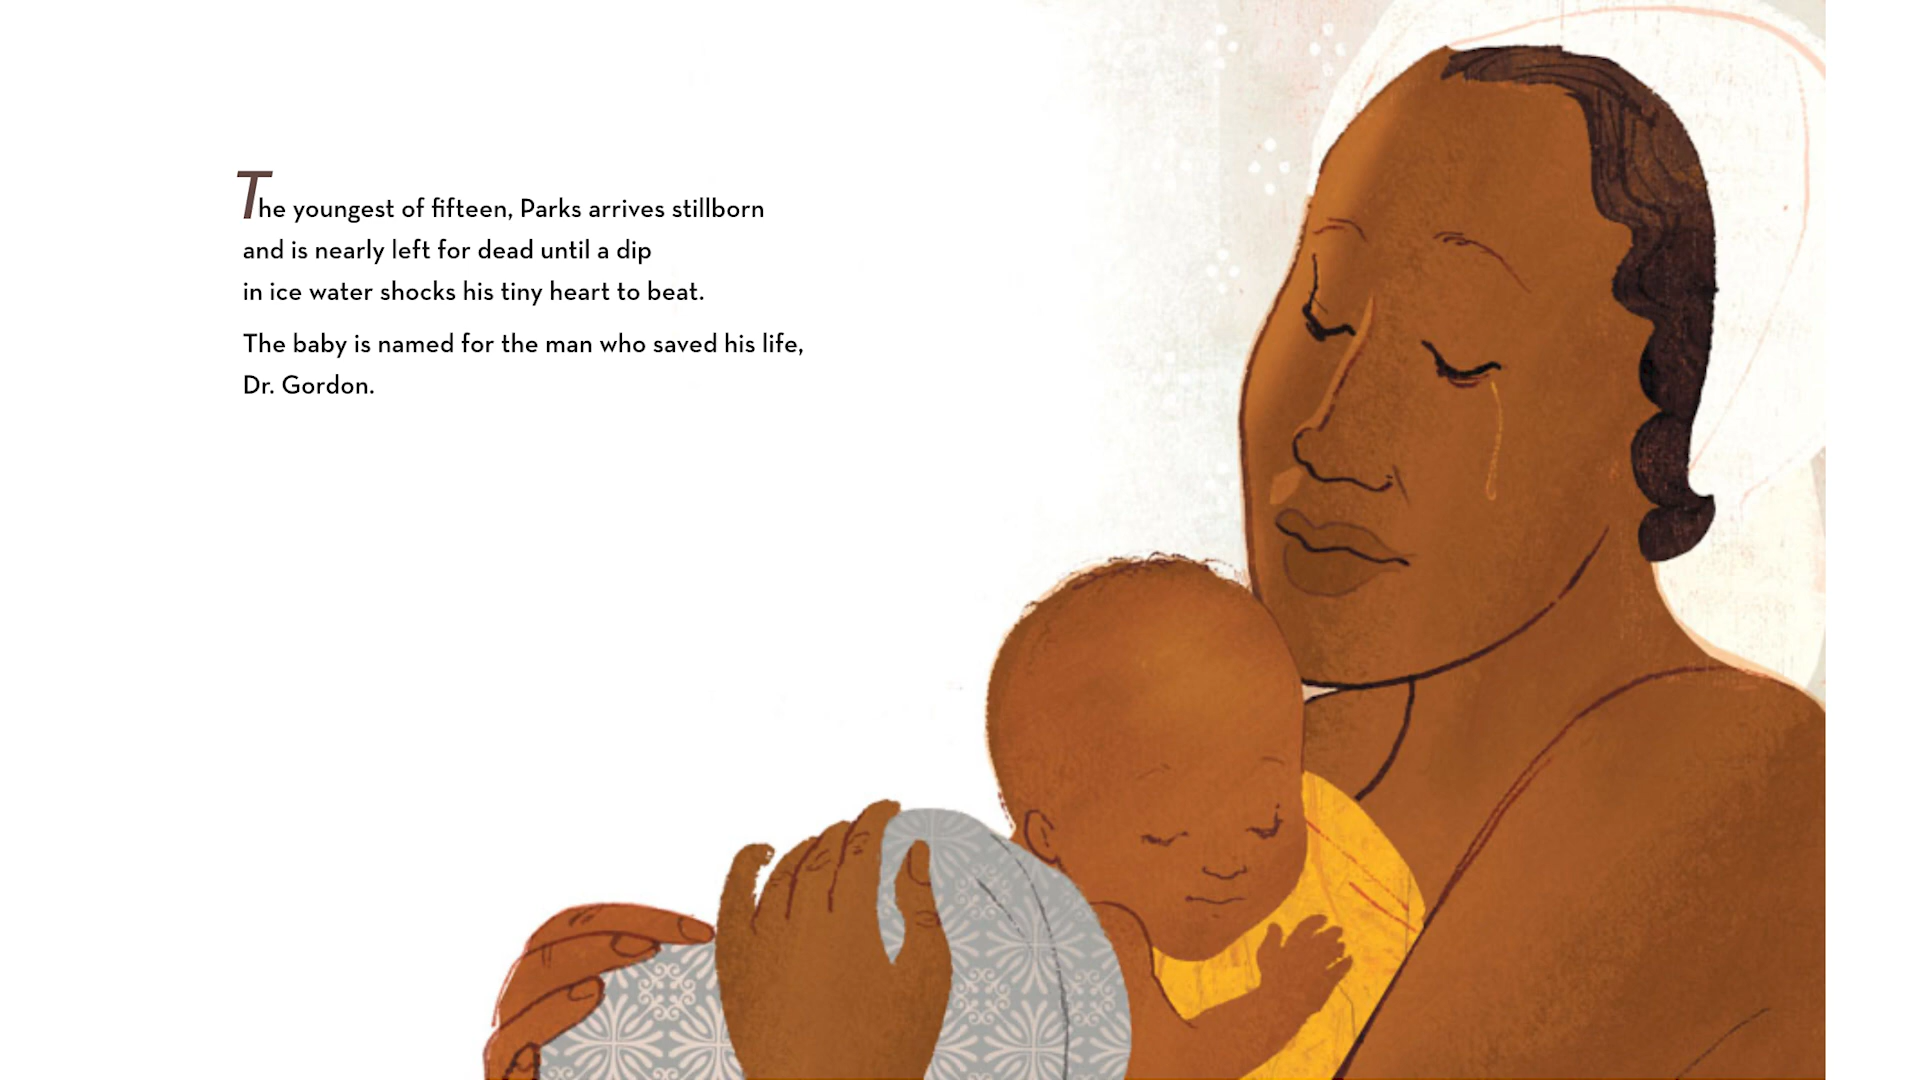 The youngest of fifteen, Parks arrives stillborn
and is nearly left for dead until a dip
in ice water shocks his tiny heart to beat.
The baby is named for the man who saved his life,
Dr. Gordon.